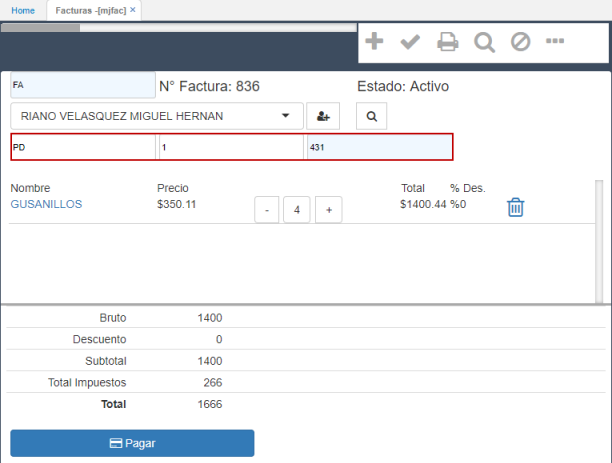 Home Facturas -[mjfac] ×
FA N° Factura: 836 Estado: Activo
RIANO VELASQUEZ MIGUEL HERNAN
PD 1 431
Nombre Precio Total % Des.
GUSANILLOS $350.11 - 4 + $1400.44 %0
Bruto 1400
Descuento 0
Subtotal 1400
Total Impuestos 266
Total 1666
Pagar